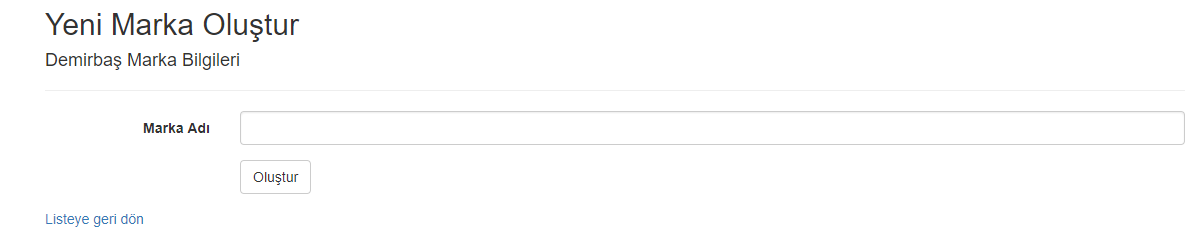 Yeni Marka Oluştur
Demirbaş Marka Bilgileri
Marka Adı
Oluştur
Listeye geri dön